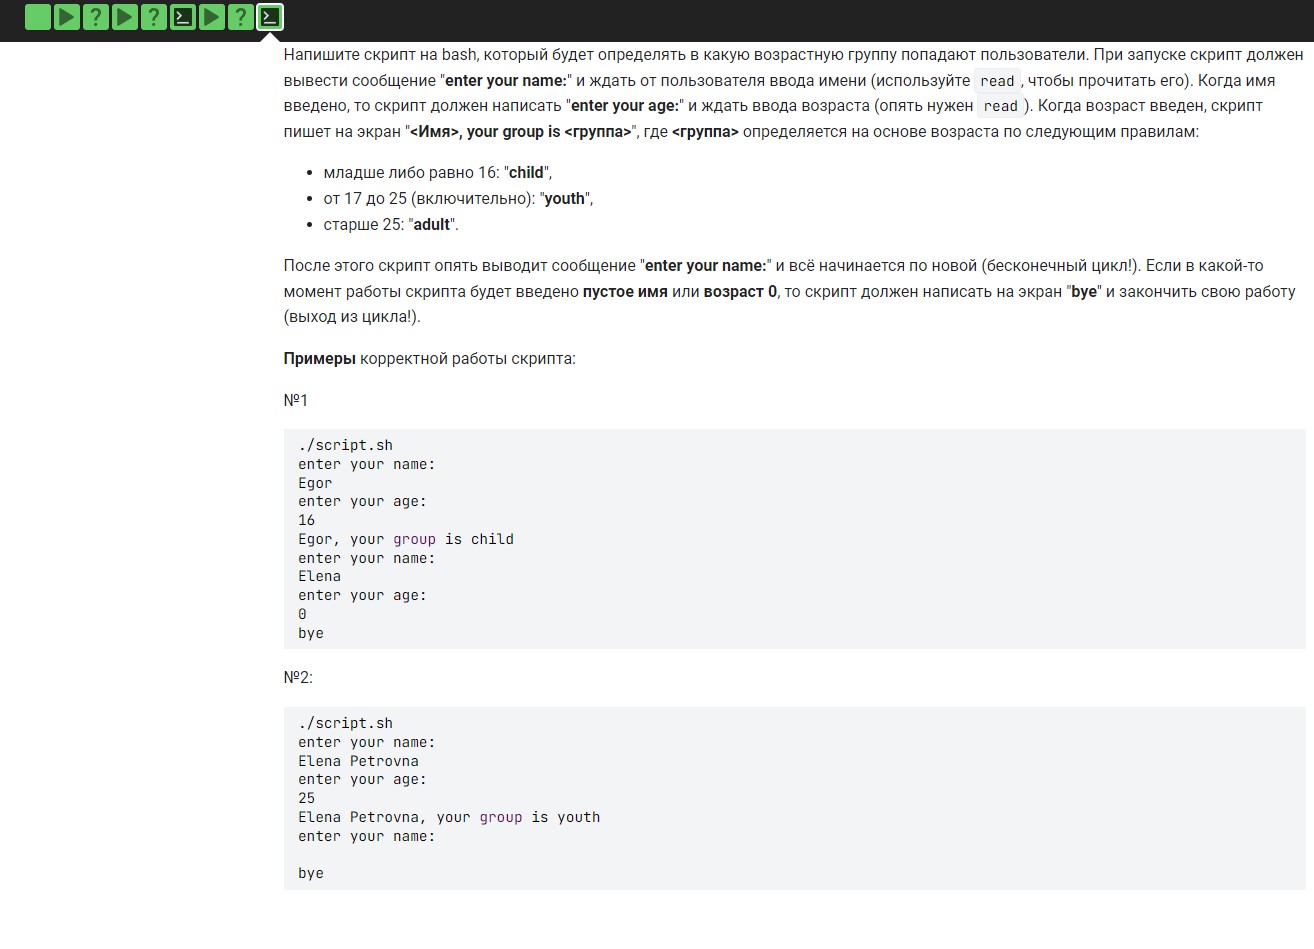 Напишите скрипт на bash, который будет определять в какую возрастную группу попадают пользователи. При запуске скрипт должен
вывести сообщение "enter your name:" и ждать от пользователя ввода имени (используйте read, чтобы прочитать его). Когда имя
введено, то скрипт должен написать "enter your age:" и ждать ввода возраста (опять нужен read). Когда возраст введен, скрипт
пишет на экран "<Имя>, your group is <группа>", где <группа> определяется на основе возраста по следующим правилам:
• младше либо равно 16: "child",
• от 17 до 25 (включительно): "youth",
• старше 25: "adult".
После этого скрипт опять выводит сообщение "enter your name:" и всё начинается по новой (бесконечный цикл!). Если в какой-то
момент работы скрипта будет введено пустое имя или возраст 0, то скрипт должен написать на экран "bye" и закончить свою работу
(выход из цикла!).
Примеры корректной работы скрипта:
№1
./script.sh
enter your name:
Egor
enter your age:
16
Egor, your group is child
enter your name:
Elena
enter your age:
0
bye
№2:
./script.sh
enter your name:
Elena Petrovna
enter your age:
25
Elena Petrovna, your group is youth
enter your name:
bye